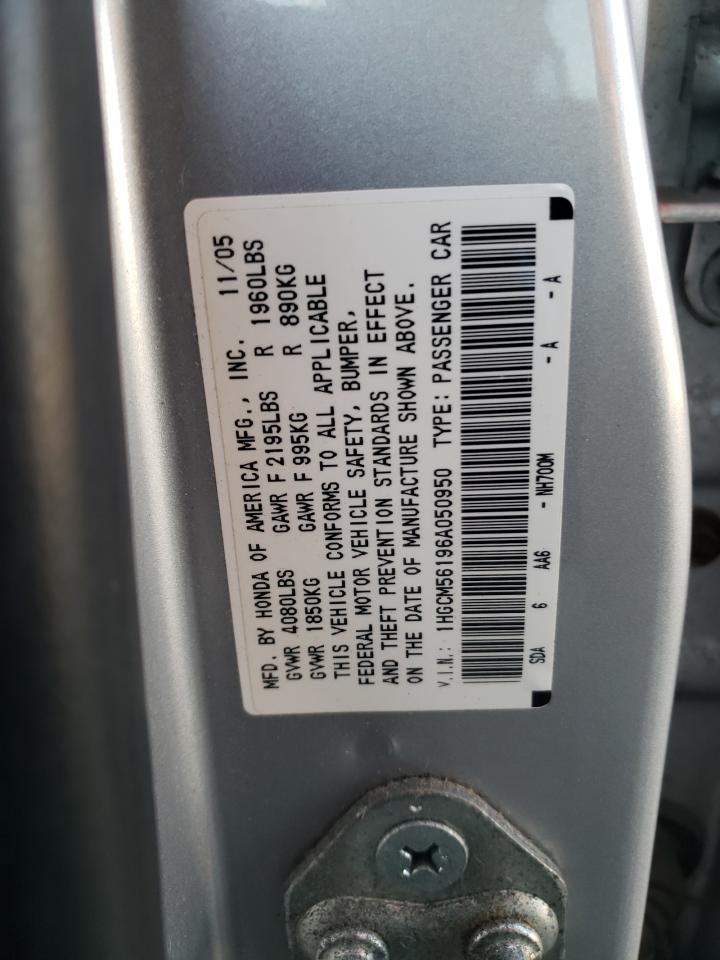 MFD. BY HONDA OF AMERICA MFG., INC. 11/05
GVWR 4080LBS GAWR F 2195LBS R 1960LBS
GVWR 1850KG GAWR F 995KG R 890KG
THIS VEHICLE CONFORMS TO ALL APPLICABLE
FEDERAL MOTOR VEHICLE SAFETY, BUMPER,
AND THEFT PREVENTION STANDARDS IN EFFECT
ON THE DATE OF MANUFACTURE SHOWN ABOVE.
V.I.N.: 1HGCM56196A050950 TYPE: PASSENGER CAR
SDA 6 AA6 - NH700M - A - A